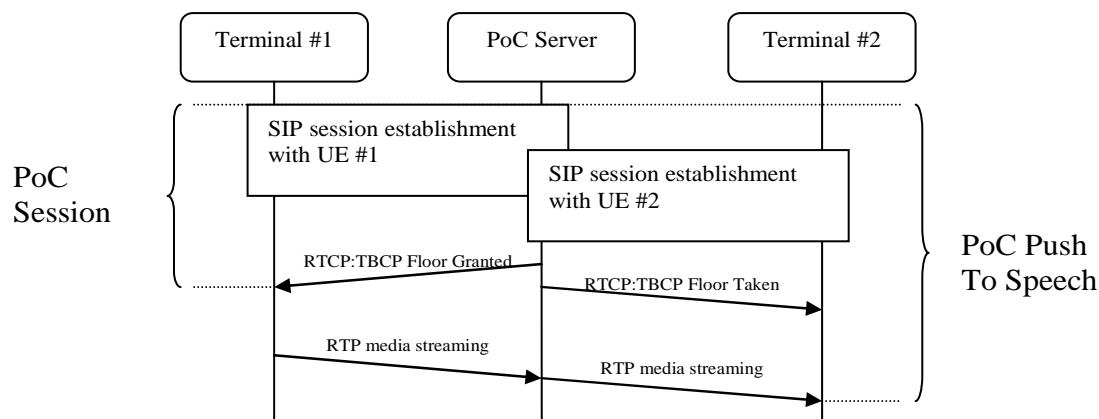 Terminal #1
PoC Server
Terminal #2
SIP session establishment
with UE #1
SIP session establishment
with UE #2
PoC
Session
RTCP:TBCP Floor Granted
RTCP:TBCP Floor Taken
PoC Push
To Speech
RTP media streaming
RTP media streaming